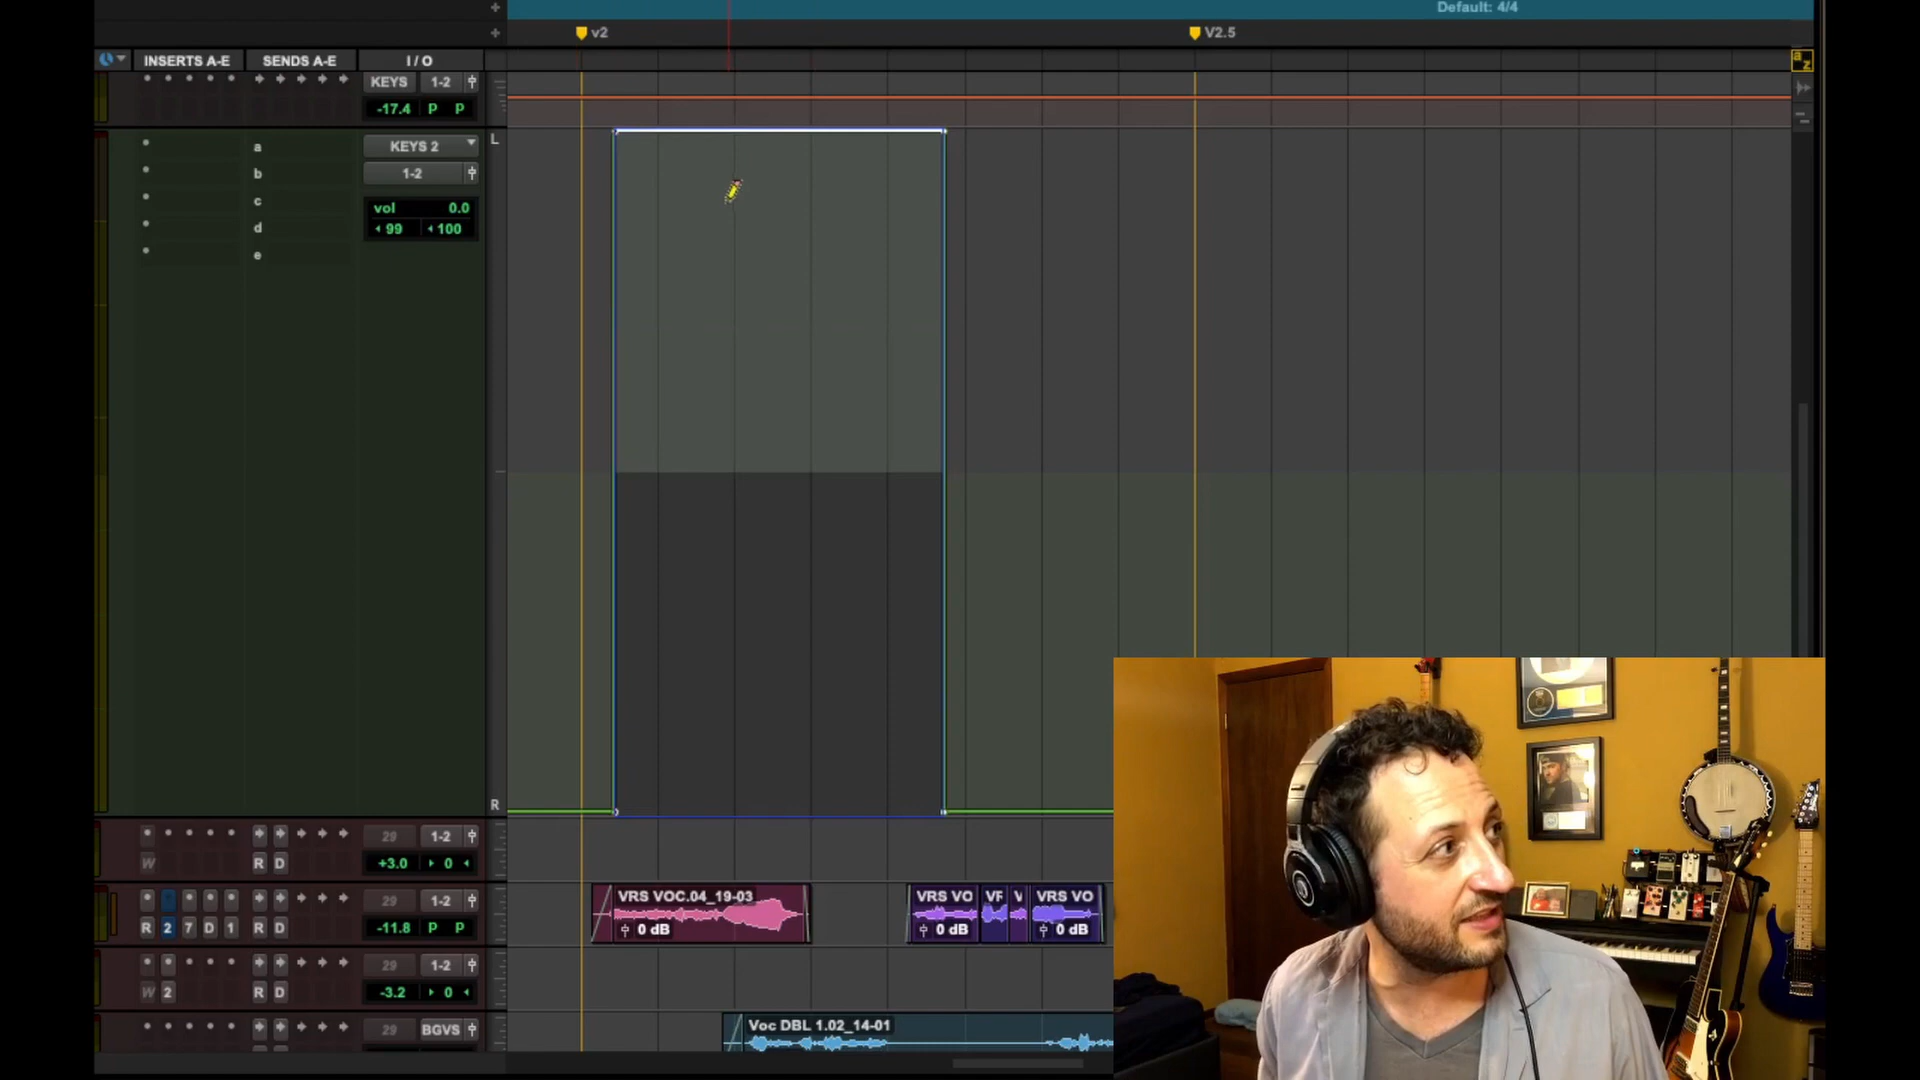 Default: 4/4
v2
V2.5
INSERTS A-E
SENDS A-E
I / O
a
z
KEYS
1-2
-17.4
P
P
L
a
KEYS 2
b
1-2
c
vol
0.0
d
99
100
e
R
29
1-2
W
R
D
+3.0
0
29
1-2
R
2
7
D
1
R
D
-11.8
P
P
VRS VOC.04_19-03
0 dB
VRS VO
VF
V
VRS VO
0 dB
0 dB
29
1-2
W
2
R
D
-3.2
0
29
BGVS
Voc DBL 1.02_14-01